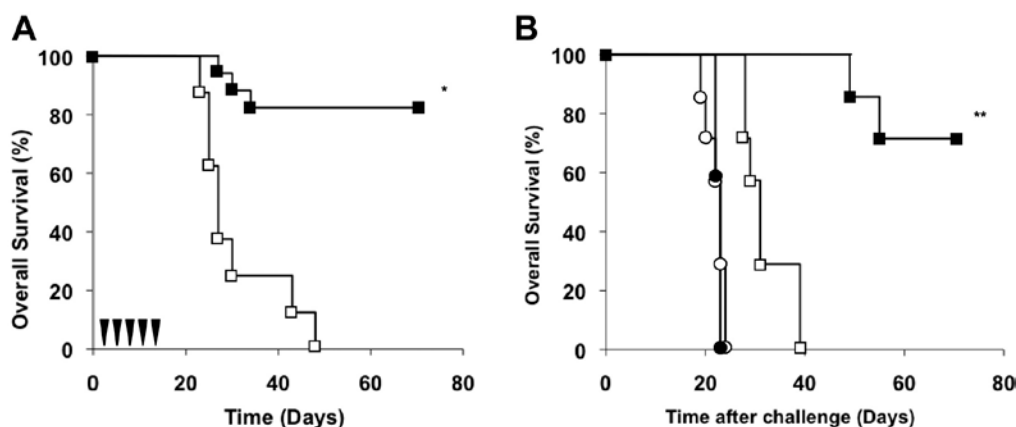 A
Overall Survival (%)
100
80
60
40
20
0
*
0 20 40 60 80
Time (Days)
B
Overall Survival (%)
100
80
60
40
20
0
**
0 20 40 60 80
Time after challenge (Days)